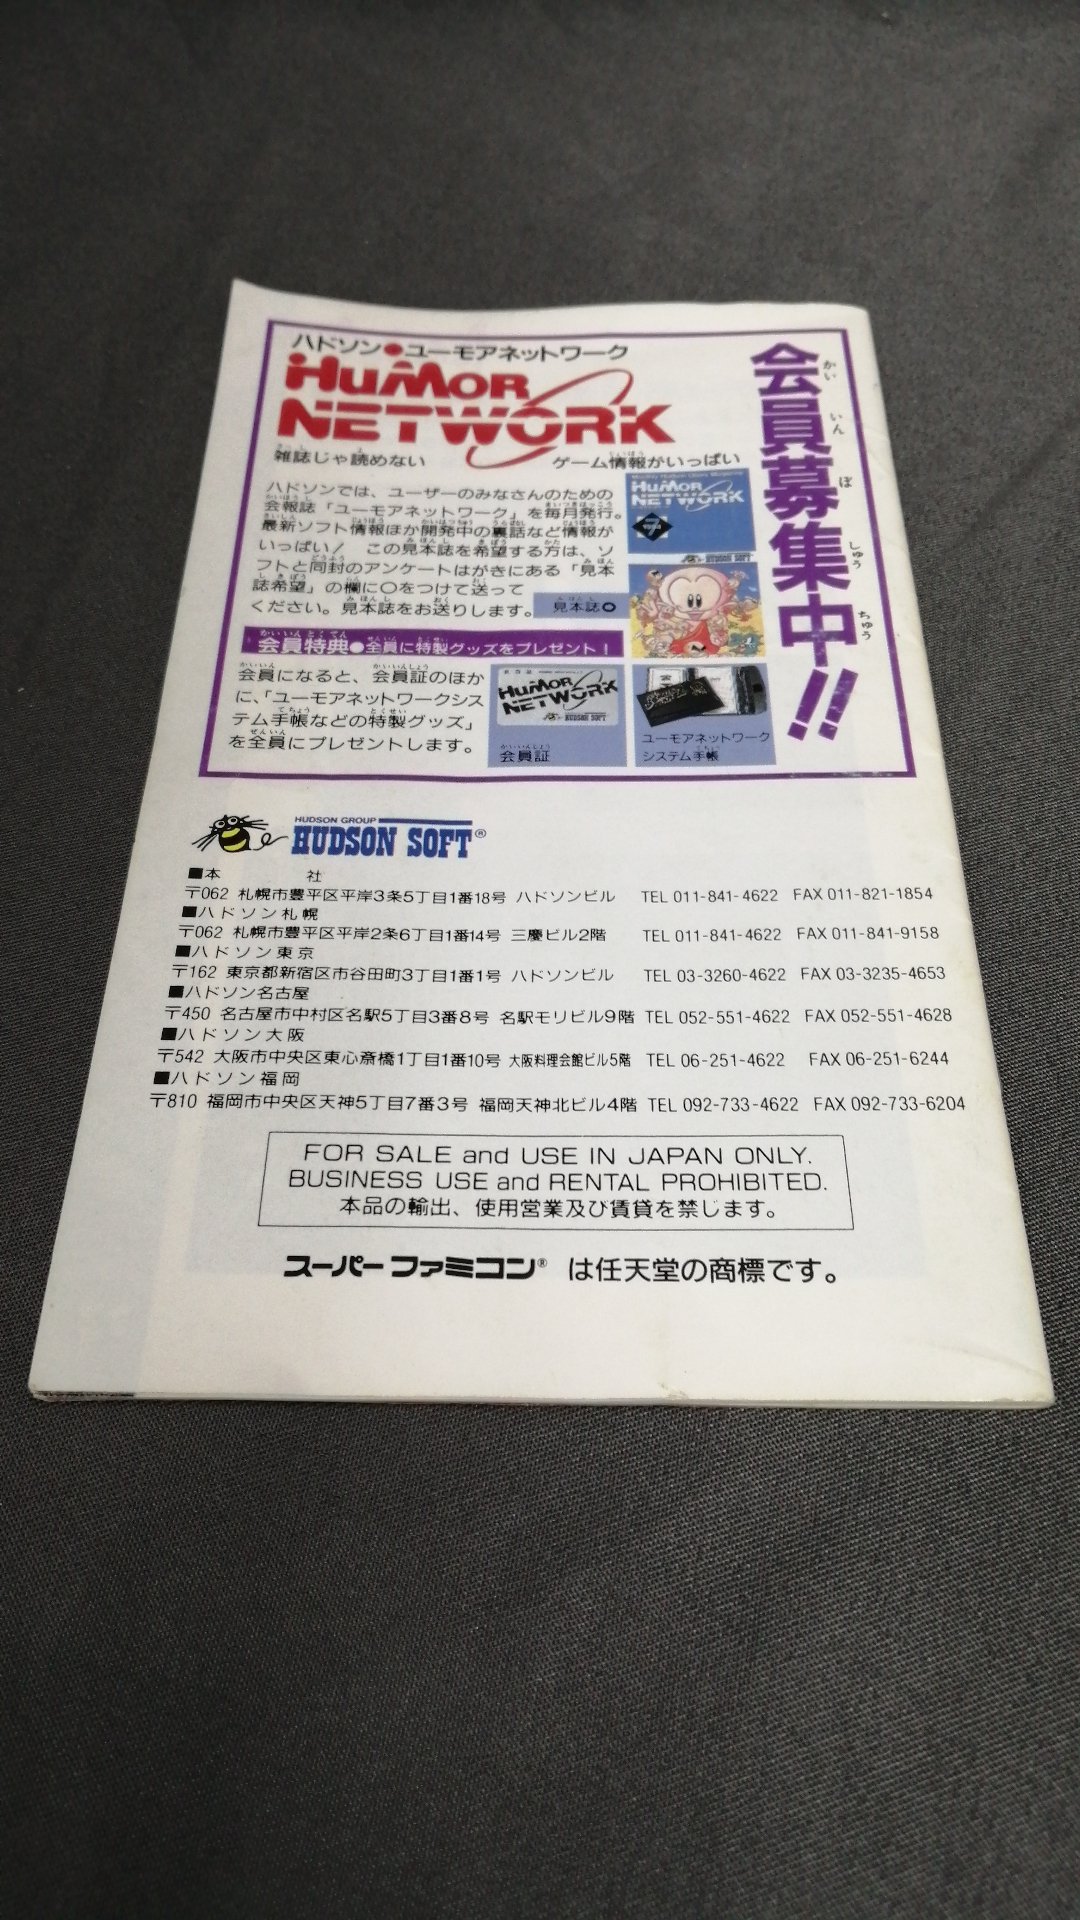 ハドソン●ユーモアネットワーク
HuMOR
NETWORK
会員募集中!!
雑誌じゃ読めない ゲーム情報がいっぱい
ハドソンでは、ユーザーのみなさんのための
会報誌「ユーモアネットワーク」を毎月発行。
最新ソフト情報ほか開発中の裏話など情報が
いっぱい! この見本誌を希望する方は、ソ
フトと同封のアンケートはがきにある「見本
誌希望」の欄に○をつけて送って
ください。見本誌をお送りします。
見本誌
HuMOR
NETWORK
HUDSON SOFT
会員特典●全員に特製グッズをプレゼント!
会員になると、会員証のほか
に、「ユーモアネットワークシス
テム手帳などの特製グッズ」
を全員にプレゼントします。
HuMOR
NETWORK
HUDSON SOFT
会員証
ユーモアネットワーク
システム手帳
HUDSON GROUP
HUDSON SOFT®
■本 社
〒062 札幌市豊平区平岸3条5丁目1番18号 ハドソンビル TEL 011-841-4622 FAX 011-821-1854
■ハドソン札幌
〒062 札幌市豊平区平岸2条6丁目1番14号 三慶ビル2階 TEL 011-841-4622 FAX 011-841-9158
■ハドソン東京
〒162 東京都新宿区市谷田町3丁目1番1号 ハドソンビル TEL 03-3260-4622 FAX 03-3235-4653
■ハドソン名古屋
〒450 名古屋市中村区名駅5丁目3番8号 名駅モリビル9階 TEL 052-551-4622 FAX 052-551-4628
■ハドソン大阪
〒542 大阪市中央区東心斎橋1丁目1番10号 大阪料理会館ビル5階 TEL 06-251-4622 FAX 06-251-6244
■ハドソン福岡
〒810 福岡市中央区天神5丁目7番3号 福岡天神北ビル4階 TEL 092-733-4622 FAX 092-733-6204
FOR SALE and USE IN JAPAN ONLY.
BUSINESS USE and RENTAL PROHIBITED.
本品の輸出、使用営業及び賃貸を禁じます。
スーパーファミコン® は任天堂の商標です。